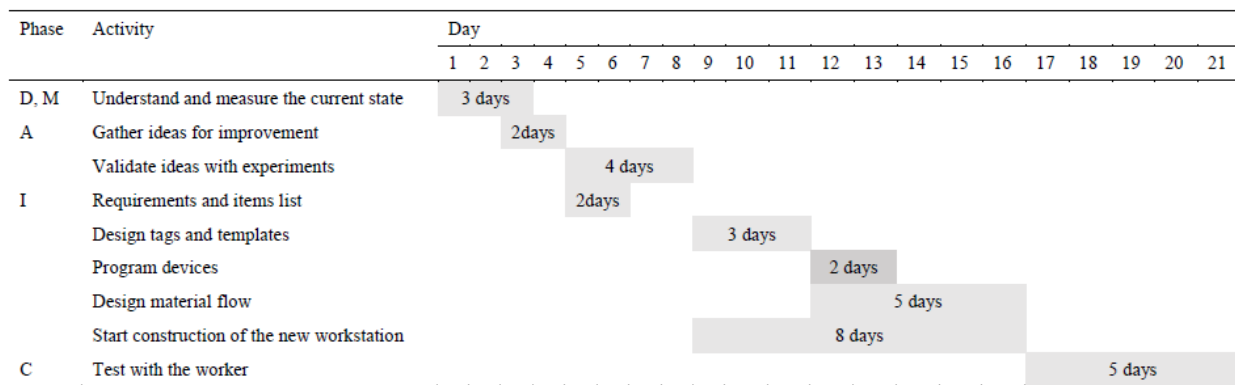 Phase Activity Day
1 2 3 4 5 6 7 8 9 10 11 12 13 14 15 16 17 18 19 20 21
D, M Understand and measure the current state 3 days
A Gather ideas for improvement 2days
Validate ideas with experiments 4 days
I Requirements and items list 2days
Design tags and templates 3 days
Program devices 2 days
Design material flow 5 days
Start construction of the new workstation 8 days
C Test with the worker 5 days